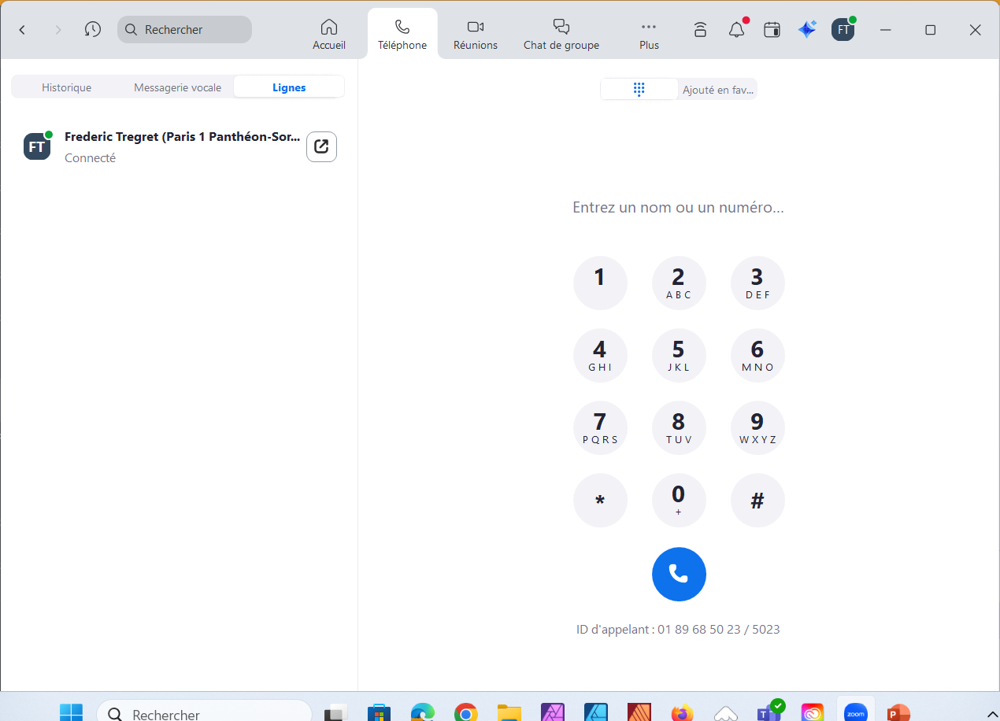 Rechercher
Accueil
Téléphone
Réunions
Chat de groupe
Plus
FT
Historique
Messagerie vocale
Lignes
Ajouté en fav...
FT
Frederic Tregret (Paris 1 Panthéon-Sor...
Connecté
Entrez un nom ou un numéro...
1 2 3
ABC DEF
4 5 6
GHI JKL MNO
7 8 9
PQRS TUV WXYZ
* 0 #
+
ID d'appelant : 01 89 68 50 23 / 5023
Rechercher
T
zoom
P